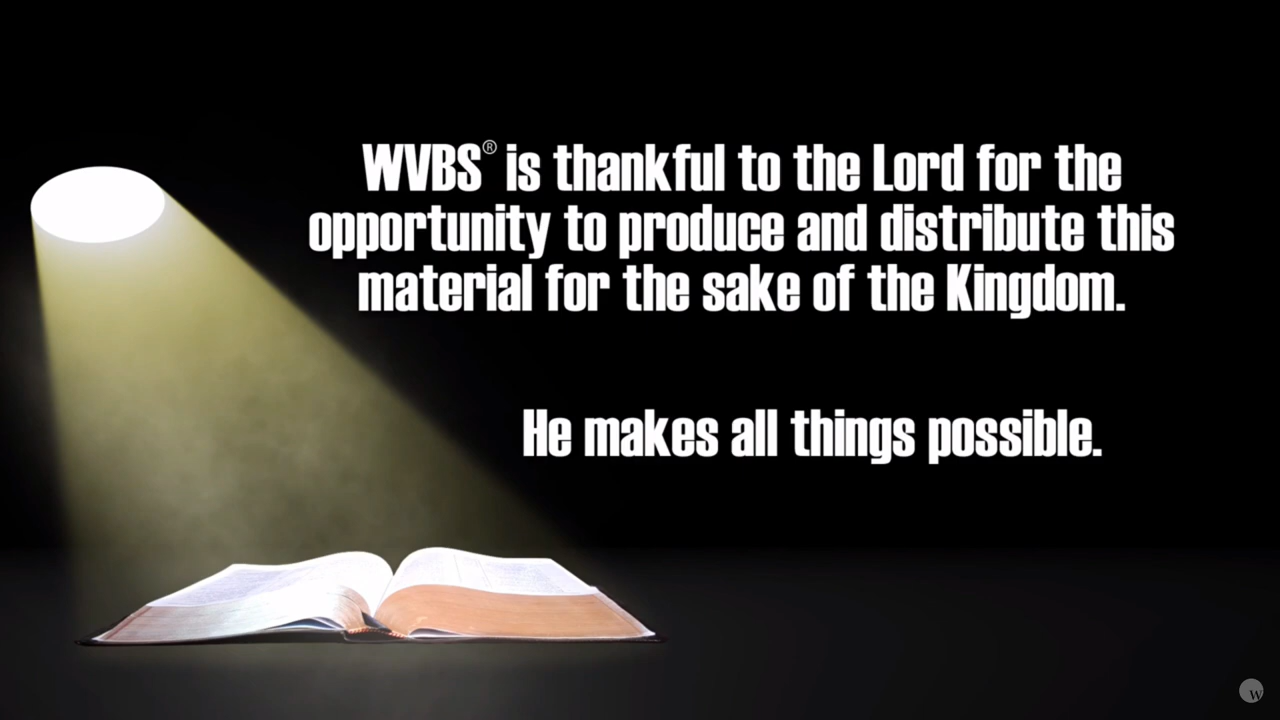 WVBS® is thankful to the Lord for the
opportunity to produce and distribute this
material for the sake of the Kingdom.
He makes all things possible.
W